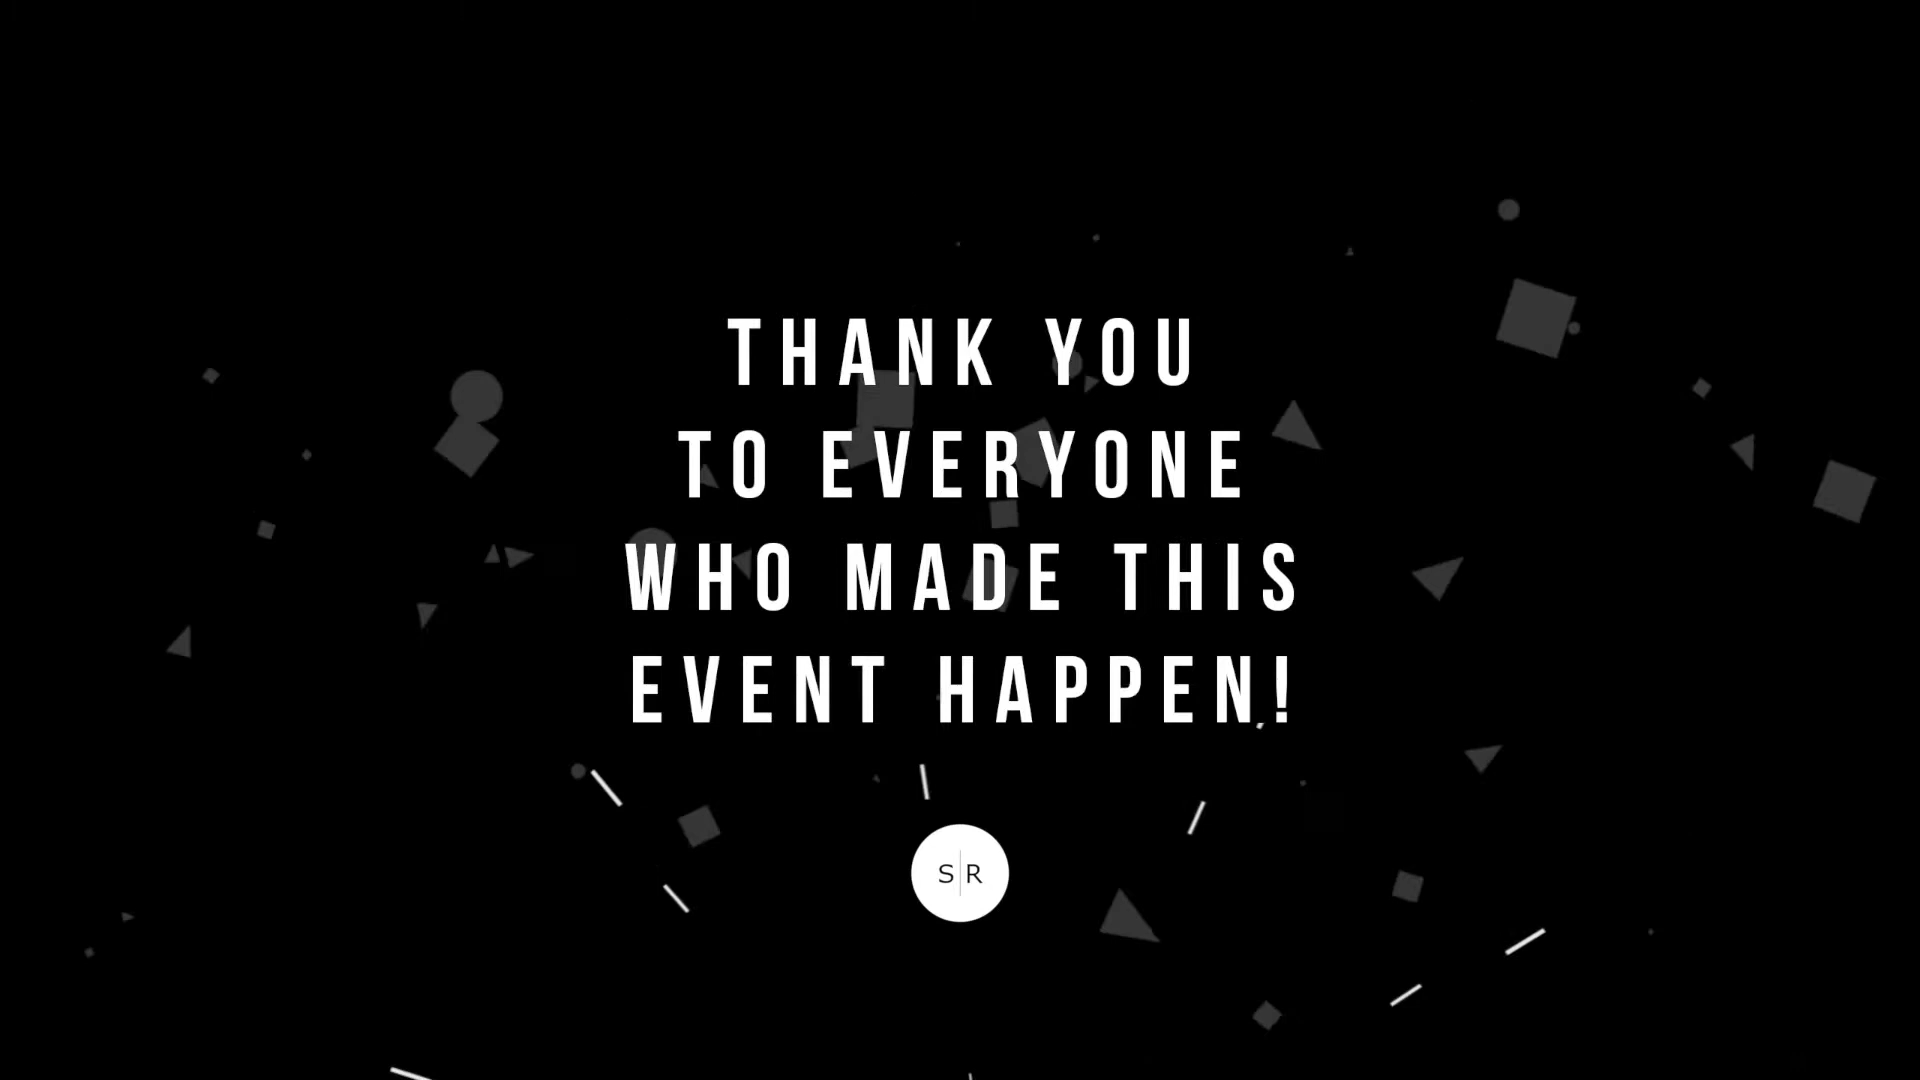 THANK YOU
TO EVERYONE
WHO MADE THIS
EVENT HAPPEN!
S|R